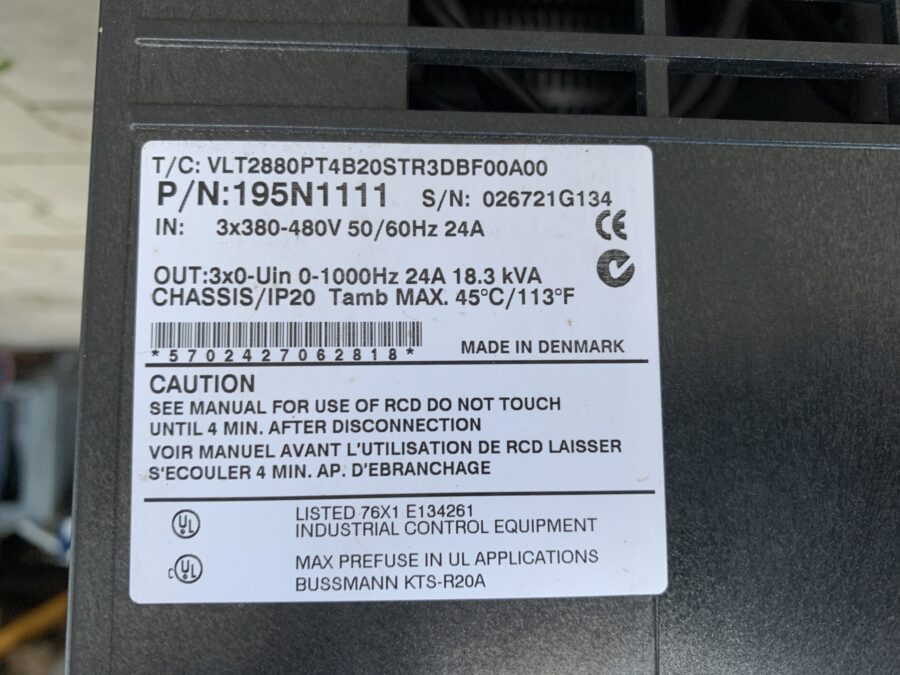 T/C: VLT2880PT4B20STR3DBF00A00
P/N:195N1111 S/N: 026721G134
IN: 3x380-480V 50/60Hz 24A
CE
OUT:3x0-Uin 0-1000Hz 24A 18.3 kVA
CHASSIS/IP20 Tamb MAX. 45°C/113°F
*5702427062818*
MADE IN DENMARK
CAUTION
SEE MANUAL FOR USE OF RCD DO NOT TOUCH
UNTIL 4 MIN. AFTER DISCONNECTION
VOIR MANUEL AVANT L'UTILISATION DE RCD LAISSER
S'ECOULER 4 MIN. AP. D'EBRANCHAGE
UL LISTED 76X1 E134261
INDUSTRIAL CONTROL EQUIPMENT
c UL MAX PREFUSE IN UL APPLICATIONS
BUSSMANN KTS-R20A